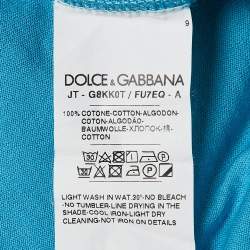 9
DOLCE & GABBANA
JT - G8KK0T / FU7EQ - A
100% COTONE-COTTON-ALGODON-
COTON-ALGODÃO-
BAUMWOLLE-ХЛОПОК-棉
COTTON
30
LIGHT WASH IN WAT.30°-NO BLEACH
-NO TUMBLER-LINE DRYING IN THE
SHADE-COOL IRON-LIGHT DRY
CLEANING-NOT IRON ON DETAILS